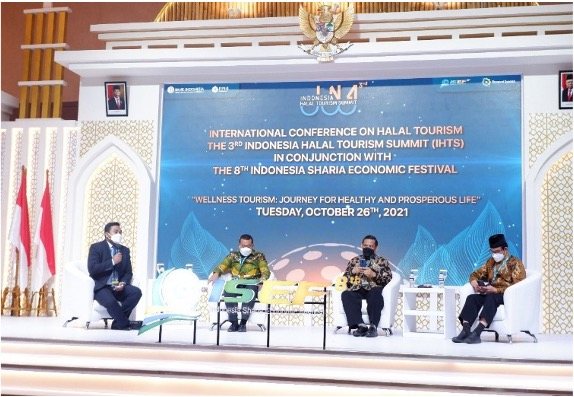 BANK INDONESIA
INDONESIA
HALAL TOURISM SUMMIT
INTERNATIONAL CONFERENCE ON HALAL TOURISM
THE 3RD INDONESIA HALAL TOURISM SUMMIT (IHTS)
IN CONJUNCTION WITH
THE 8TH INDONESIA SHARIA ECONOMIC FESTIVAL
"WELLNESS TOURISM: JOURNEY FOR HEALTHY AND PROSPEROUS LIFE"
TUESDAY, OCTOBER 26TH, 2021
ISEF